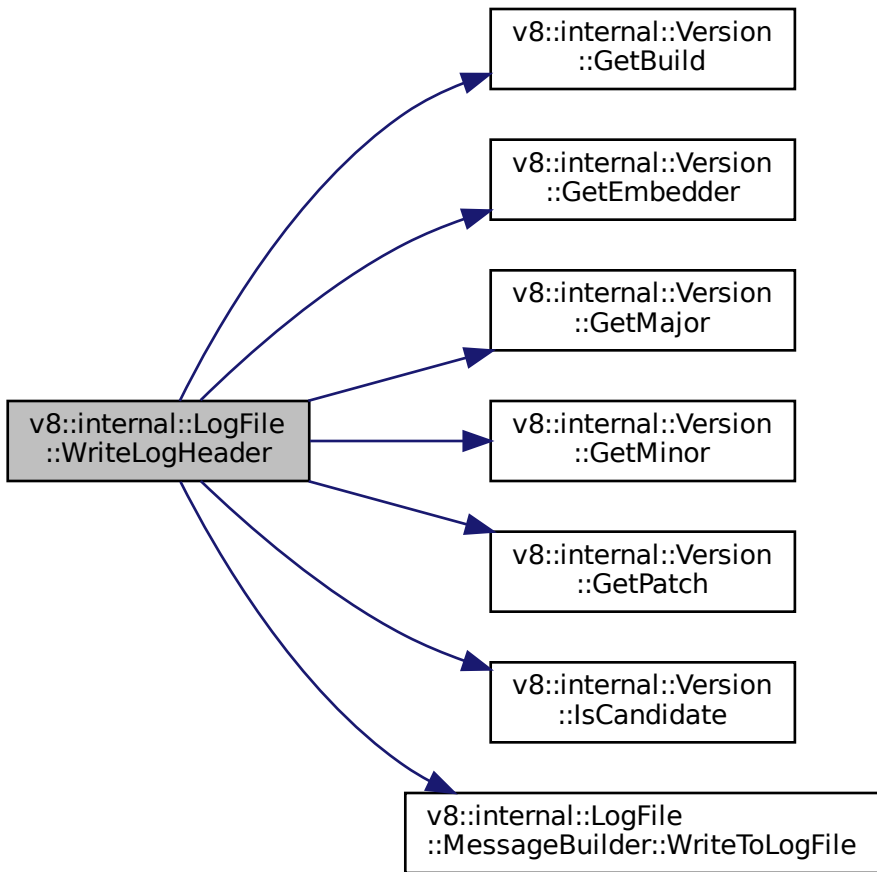 v8::internal::Version
::GetBuild
v8::internal::Version
::GetEmbedder
v8::internal::Version
::GetMajor
v8::internal::LogFile
::WriteLogHeader
v8::internal::Version
::GetMinor
v8::internal::Version
::GetPatch
v8::internal::Version
::IsCandidate
v8::internal::LogFile
::MessageBuilder::WriteToLogFile